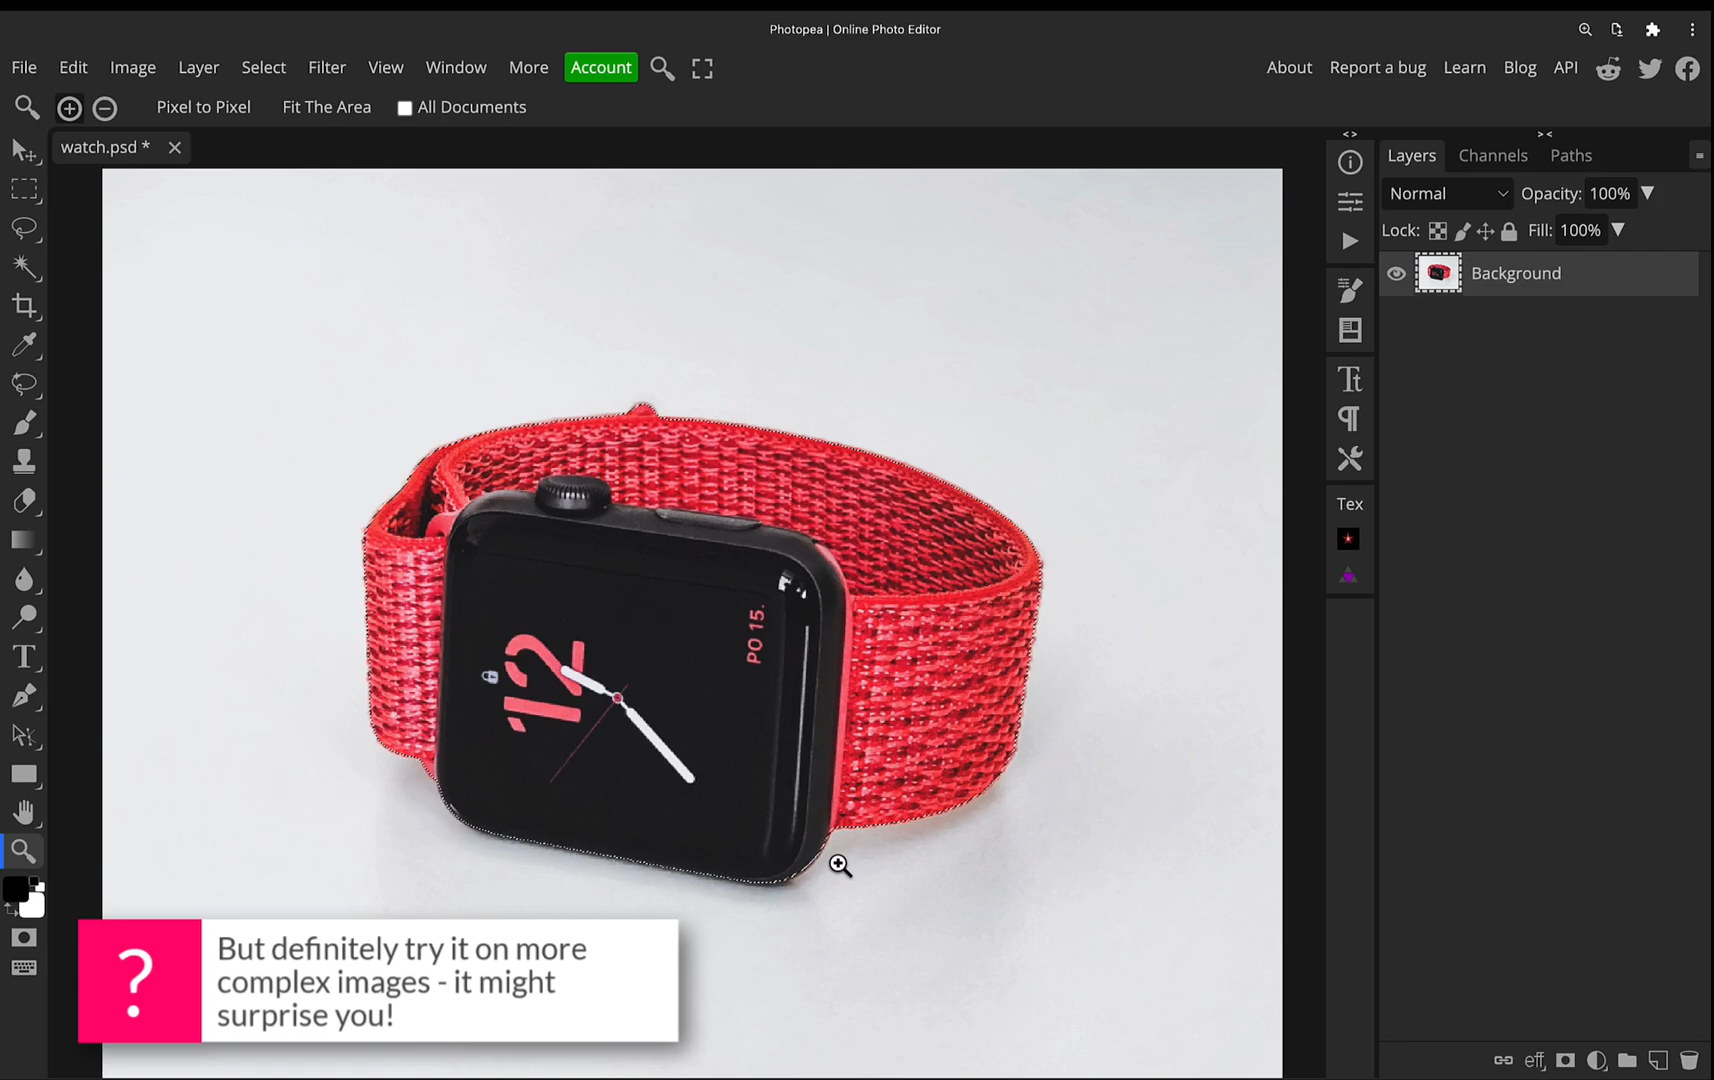 Photopea | Online Photo Editor
File Edit Image Layer Select Filter View Window More Account
About Report a bug Learn Blog API
Pixel to Pixel Fit The Area All Documents
watch.psd *
< > > <
Layers Channels Paths
Normal Opacity: 100%
Lock: Fill: 100%
Background
Tex
12
PO 15.
But definitely try it on more
complex images - it might
surprise you!
?
eff